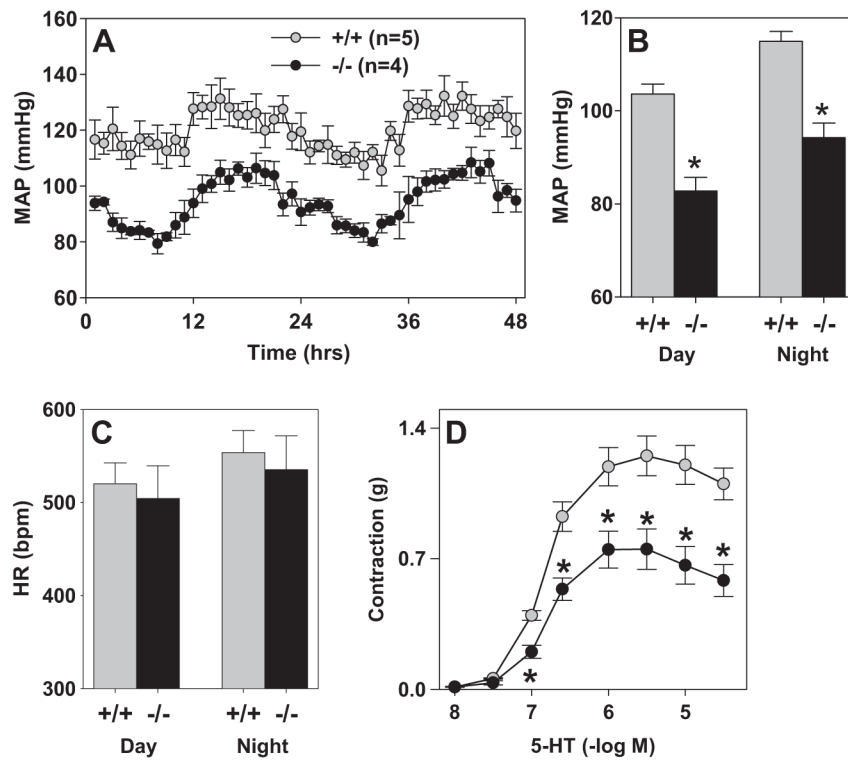 A
+/+ (n=5)
-/- (n=4)
MAP (mmHg)
160
140
120
100
80
60
0 12 24 36 48
Time (hrs)
B
MAP (mmHg)
120
100
80
60
* *
+/+ -/- +/+ -/-
Day Night
C
HR (bpm)
600
500
400
300
+/+ -/- +/+ -/-
Day Night
D
Contraction (g)
1.4
0.7
0.0
* * * * * *
8 7 6 5
5-HT (-log M)